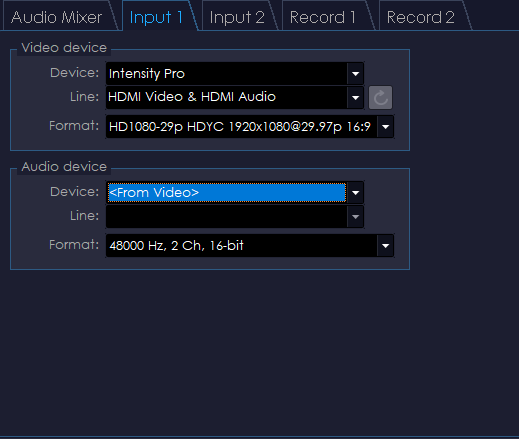 Audio Mixer Input 1 Input 2 Record 1 Record 2
Video device
Device: Intensity Pro
Line: HDMI Video & HDMI Audio
Format: HD1080-29p HDYC 1920x1080@29.97p 16:9
Audio device
Device: <From Video>
Line:
Format: 48000 Hz, 2 Ch, 16-bit